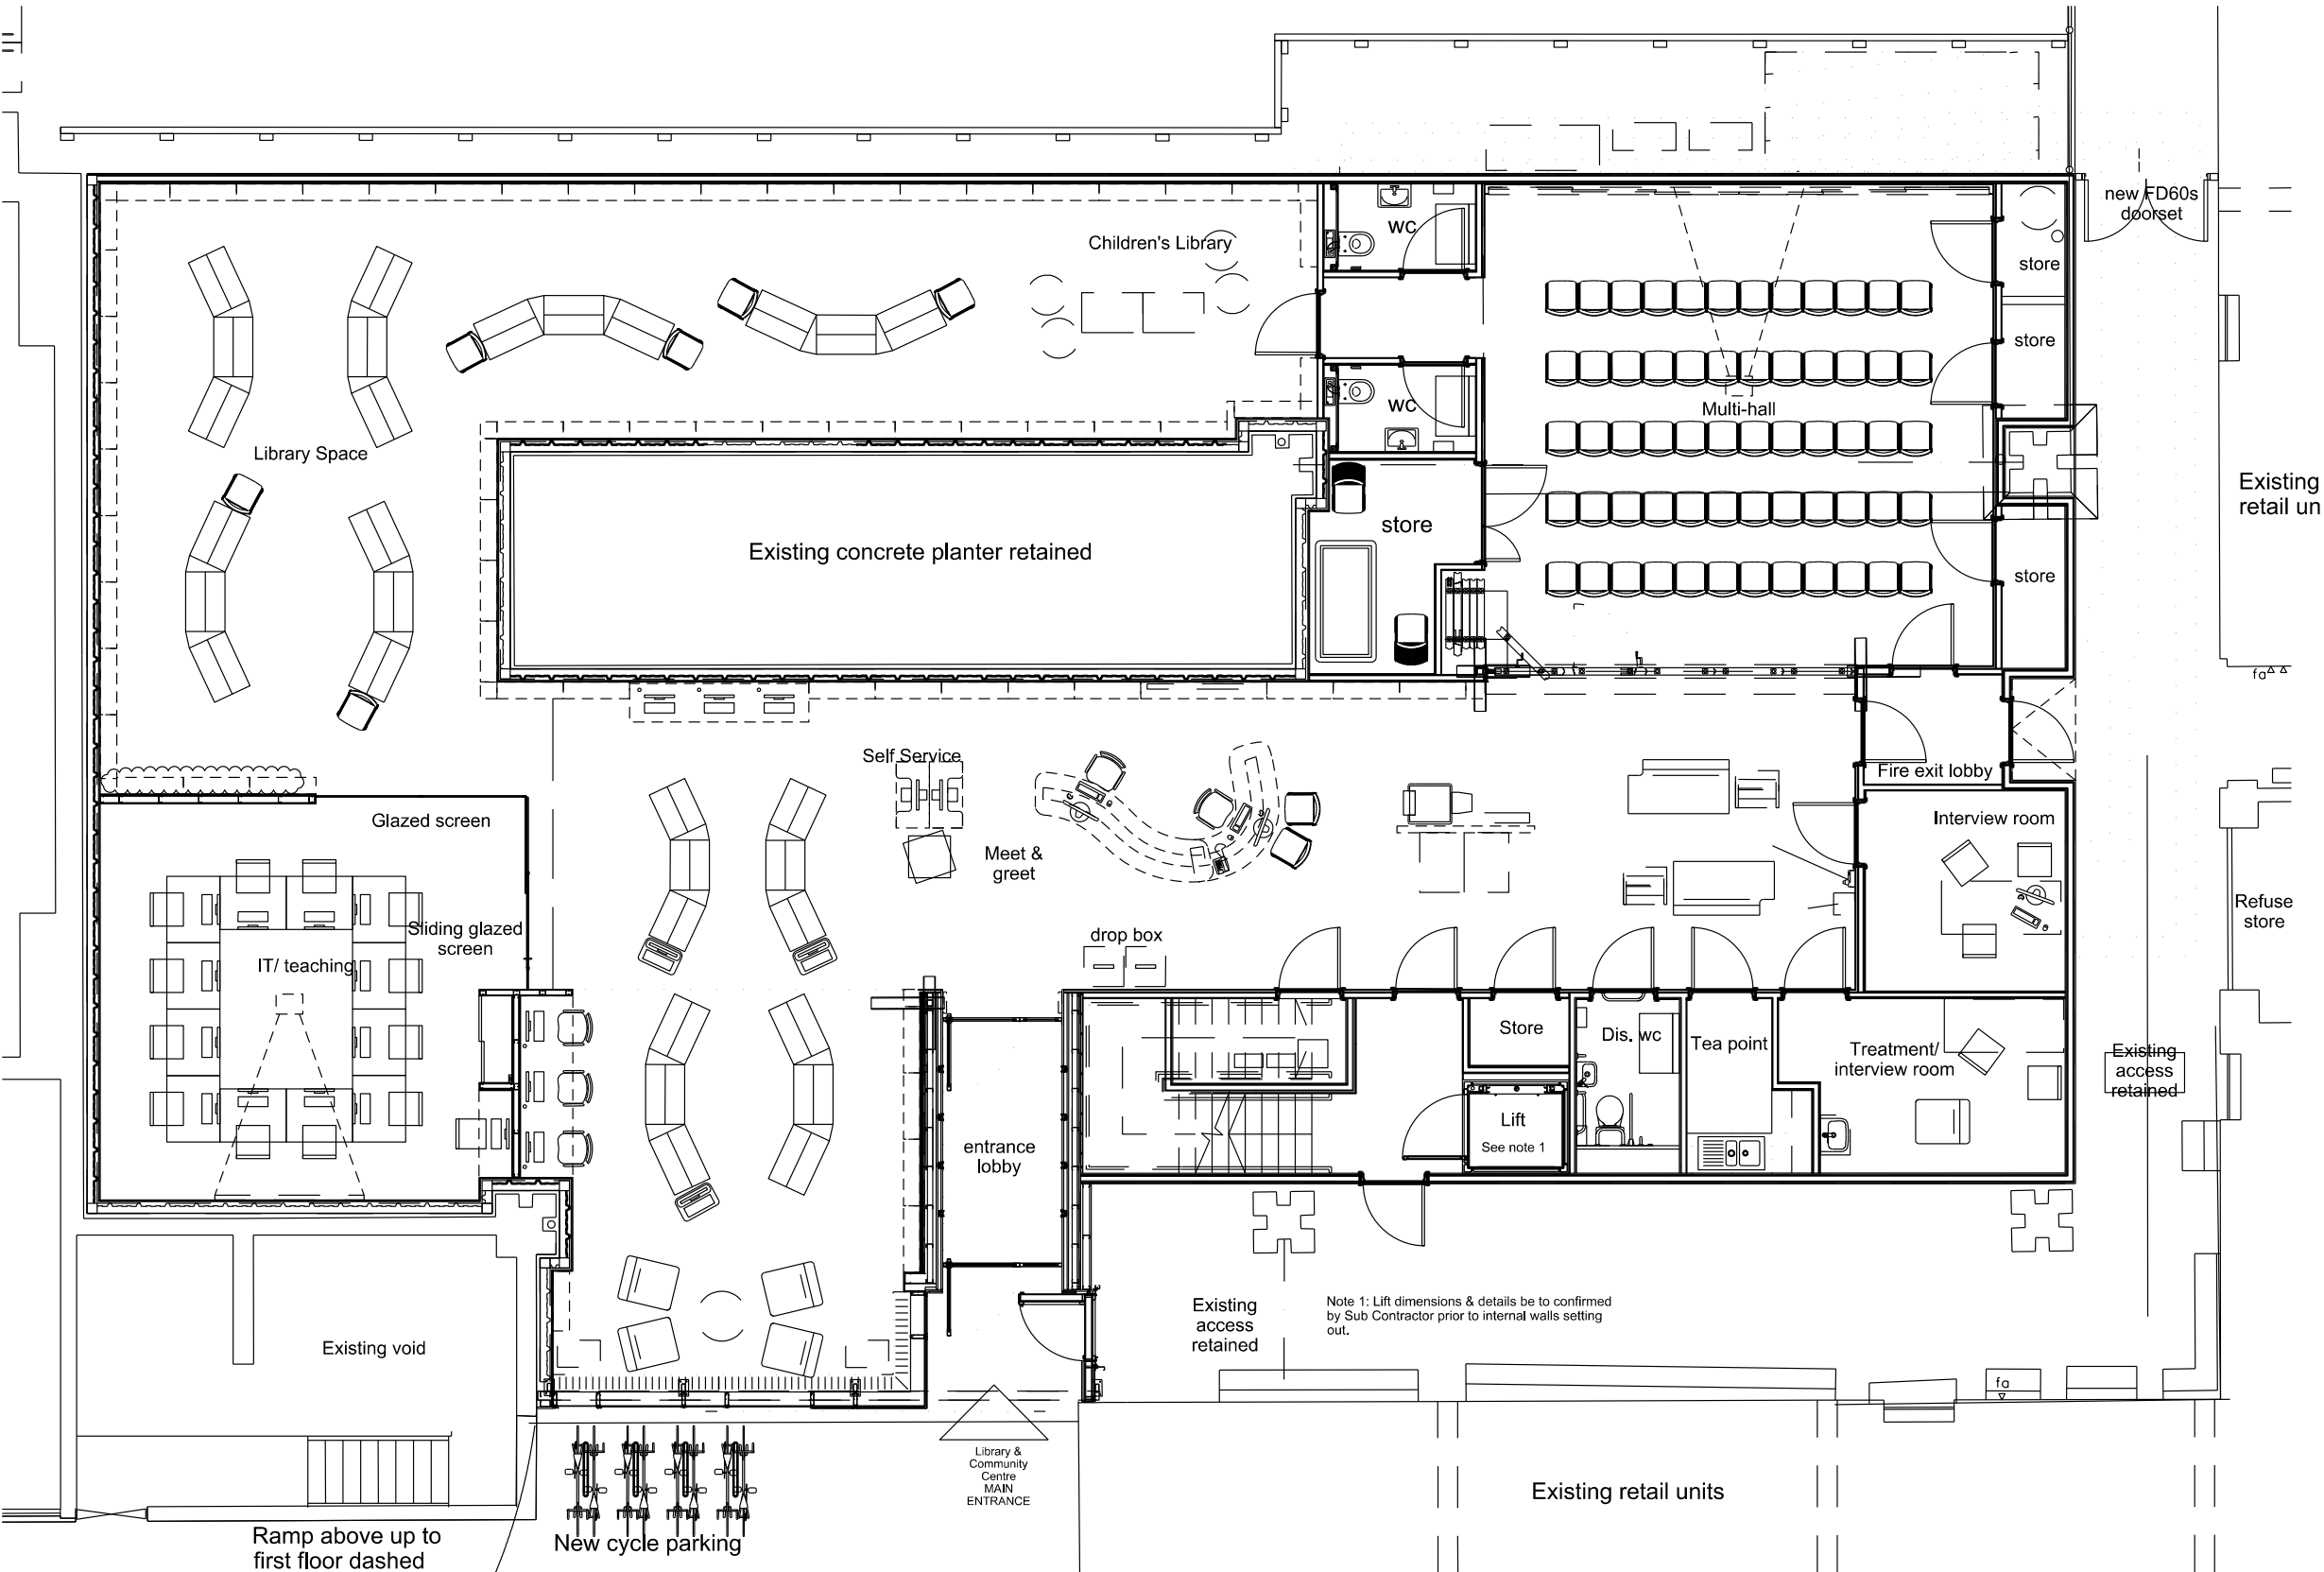 new FD60s
doorset
Children's Library
WC
store
store
WC
Multi-hall
Library Space
Existing
retail un
store
Existing concrete planter retained
store
fa
Self Service
Fire exit lobby
Glazed screen
Interview room
Meet &
greet
Refuse
store
Sliding glazed
screen
drop box
IT/ teaching
Store
Dis. wc
Tea point
Treatment/
interview room
Existing
access
retained
Lift
See note 1
entrance
lobby
Existing
access
retained
Note 1: Lift dimensions & details be to confirmed
by Sub Contractor prior to internal walls setting
out.
Existing void
fa
Library &
Community
Centre
MAIN
ENTRANCE
Existing retail units
Ramp above up to
first floor dashed
New cycle parking